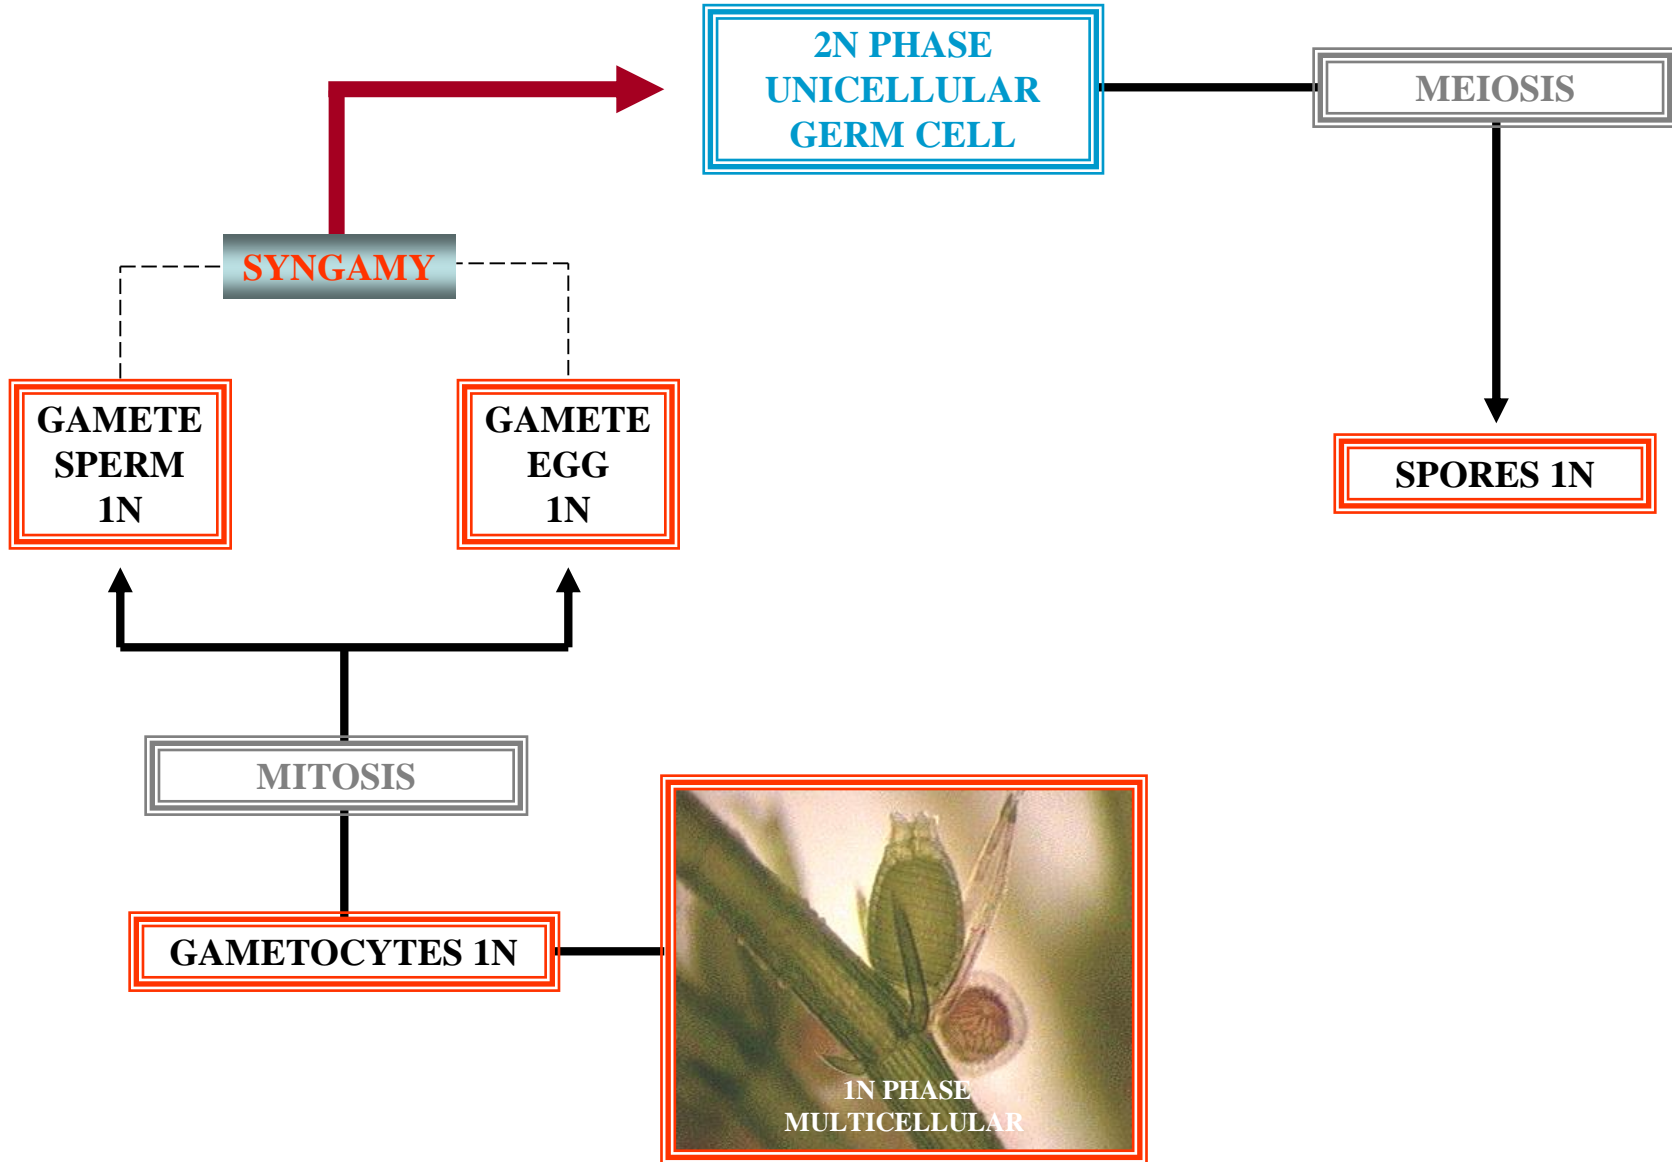 2N PHASE
UNICELLULAR
GERM CELL
MEIOSIS
SYNGAMY
GAMETE
SPERM
1N
GAMETE
EGG
1N
SPORES 1N
MITOSIS
GAMETOCYTES 1N
1N PHASE
MULTICELLULAR